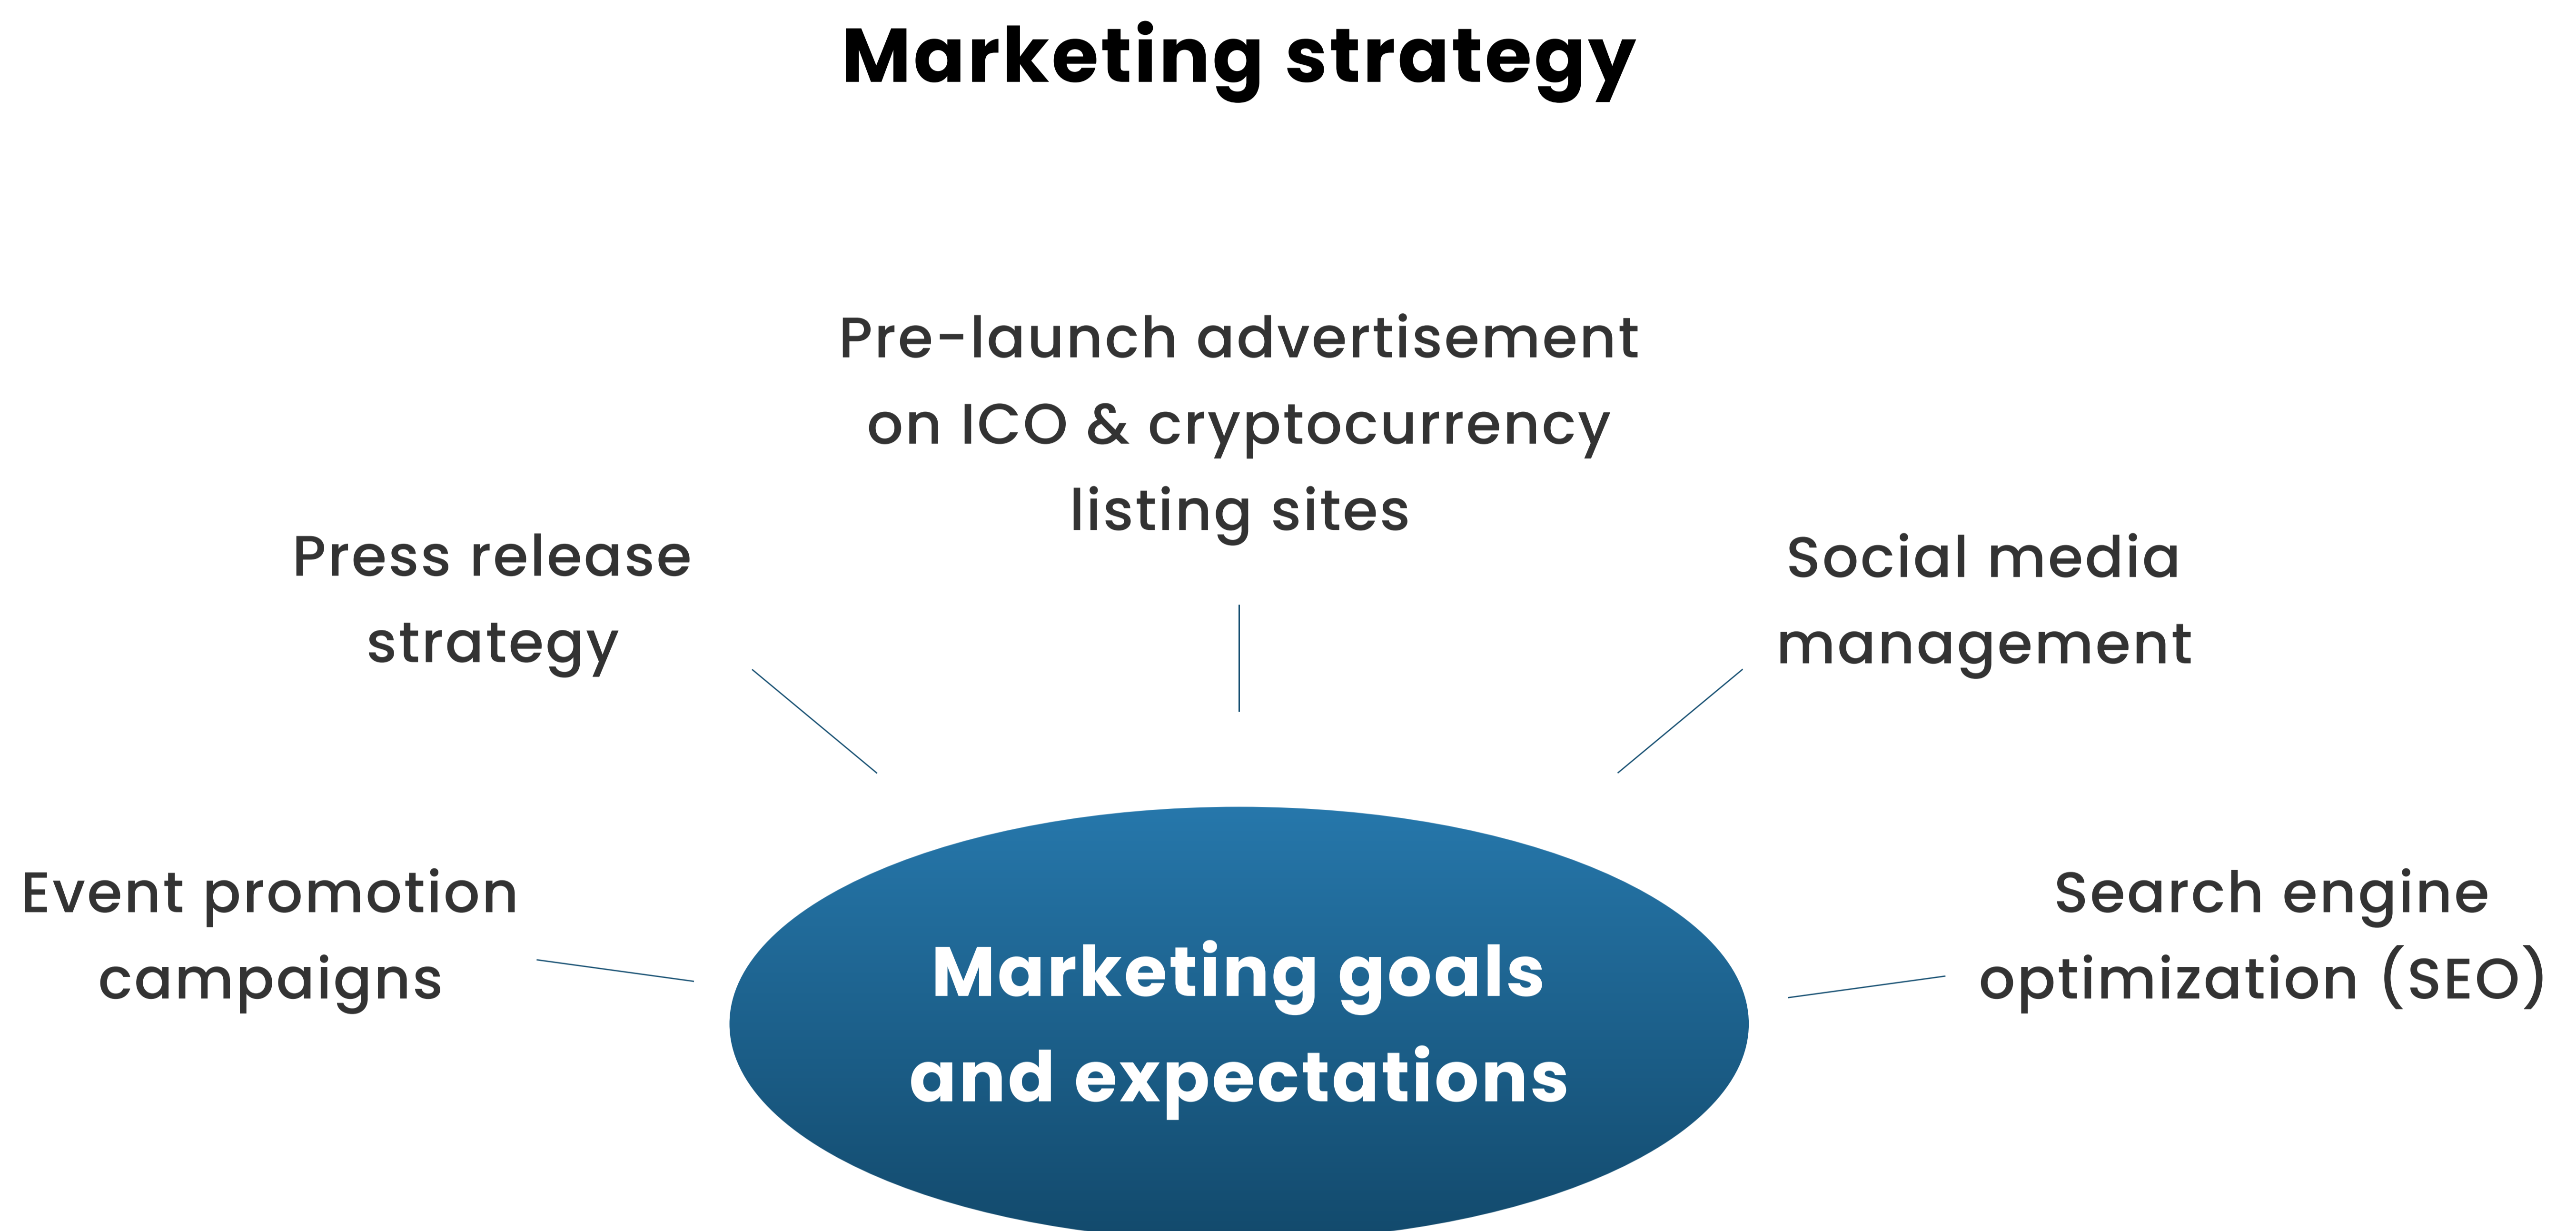 Marketing strategy
Pre-launch advertisement
on ICO & cryptocurrency
listing sites
Press release
strategy
Social media
management
Event promotion
campaigns
Search engine
optimization (SEO)
Marketing goals
and expectations